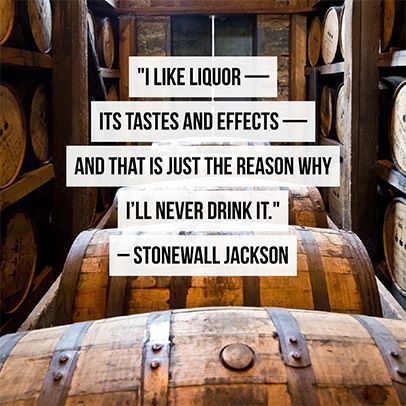 "I LIKE LIQUOR —
ITS TASTES AND EFFECTS —
AND THAT IS JUST THE REASON WHY
I’LL NEVER DRINK IT."
– STONEWALL JACKSON